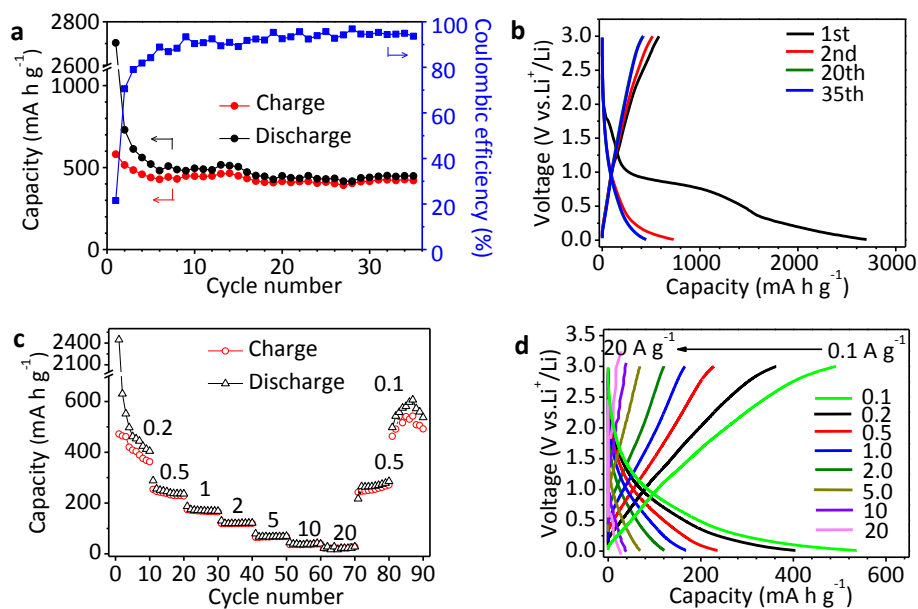 a
2800
2600
1000
500
0
Capacity (mA h g⁻¹)
0 10 20 30
Cycle number
100
80
60
40
20
0
Coulombic efficiency (%)
Charge
Discharge
b
3.0
2.5
2.0
1.5
1.0
0.5
0.0
Voltage (V vs.Li⁺/Li)
0 1000 2000 3000
Capacity (mA h g⁻¹)
1st
2nd
20th
35th
c
2400
2100
600
400
200
0
Capacity (mA h g⁻¹)
0 10 20 30 40 50 60 70 80 90
Cycle number
Charge
Discharge
0.2
0.5
1
2
5
10
20
0.5
0.1
d
3.5
3.0
2.5
2.0
1.5
1.0
0.5
0.0
Voltage (V vs.Li⁺/Li)
0 200 400 600 800
Capacity (mA h g⁻¹)
20 A g⁻¹ 0.1 A g⁻¹
0.1
0.2
0.5
1.0
2.0
5.0
10
20